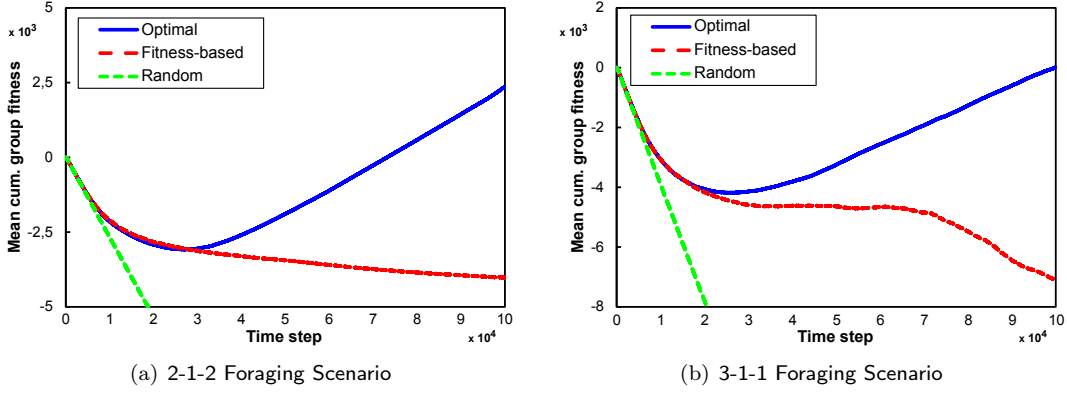 5
x 10³
2,5
0
-2,5
-5
Mean cum. group fitness
Optimal
Fitness-based
Random
0 1 2 3 4 5 6 7 8 9 10
Time step
x 10⁴
(a) 2-1-2 Foraging Scenario
2
x 10³
0
-2
-4
-6
-8
Mean cum. group fitness
Optimal
Fitness-based
Random
0 1 2 3 4 5 6 7 8 9 10
Time step
x 10⁴
(b) 3-1-1 Foraging Scenario